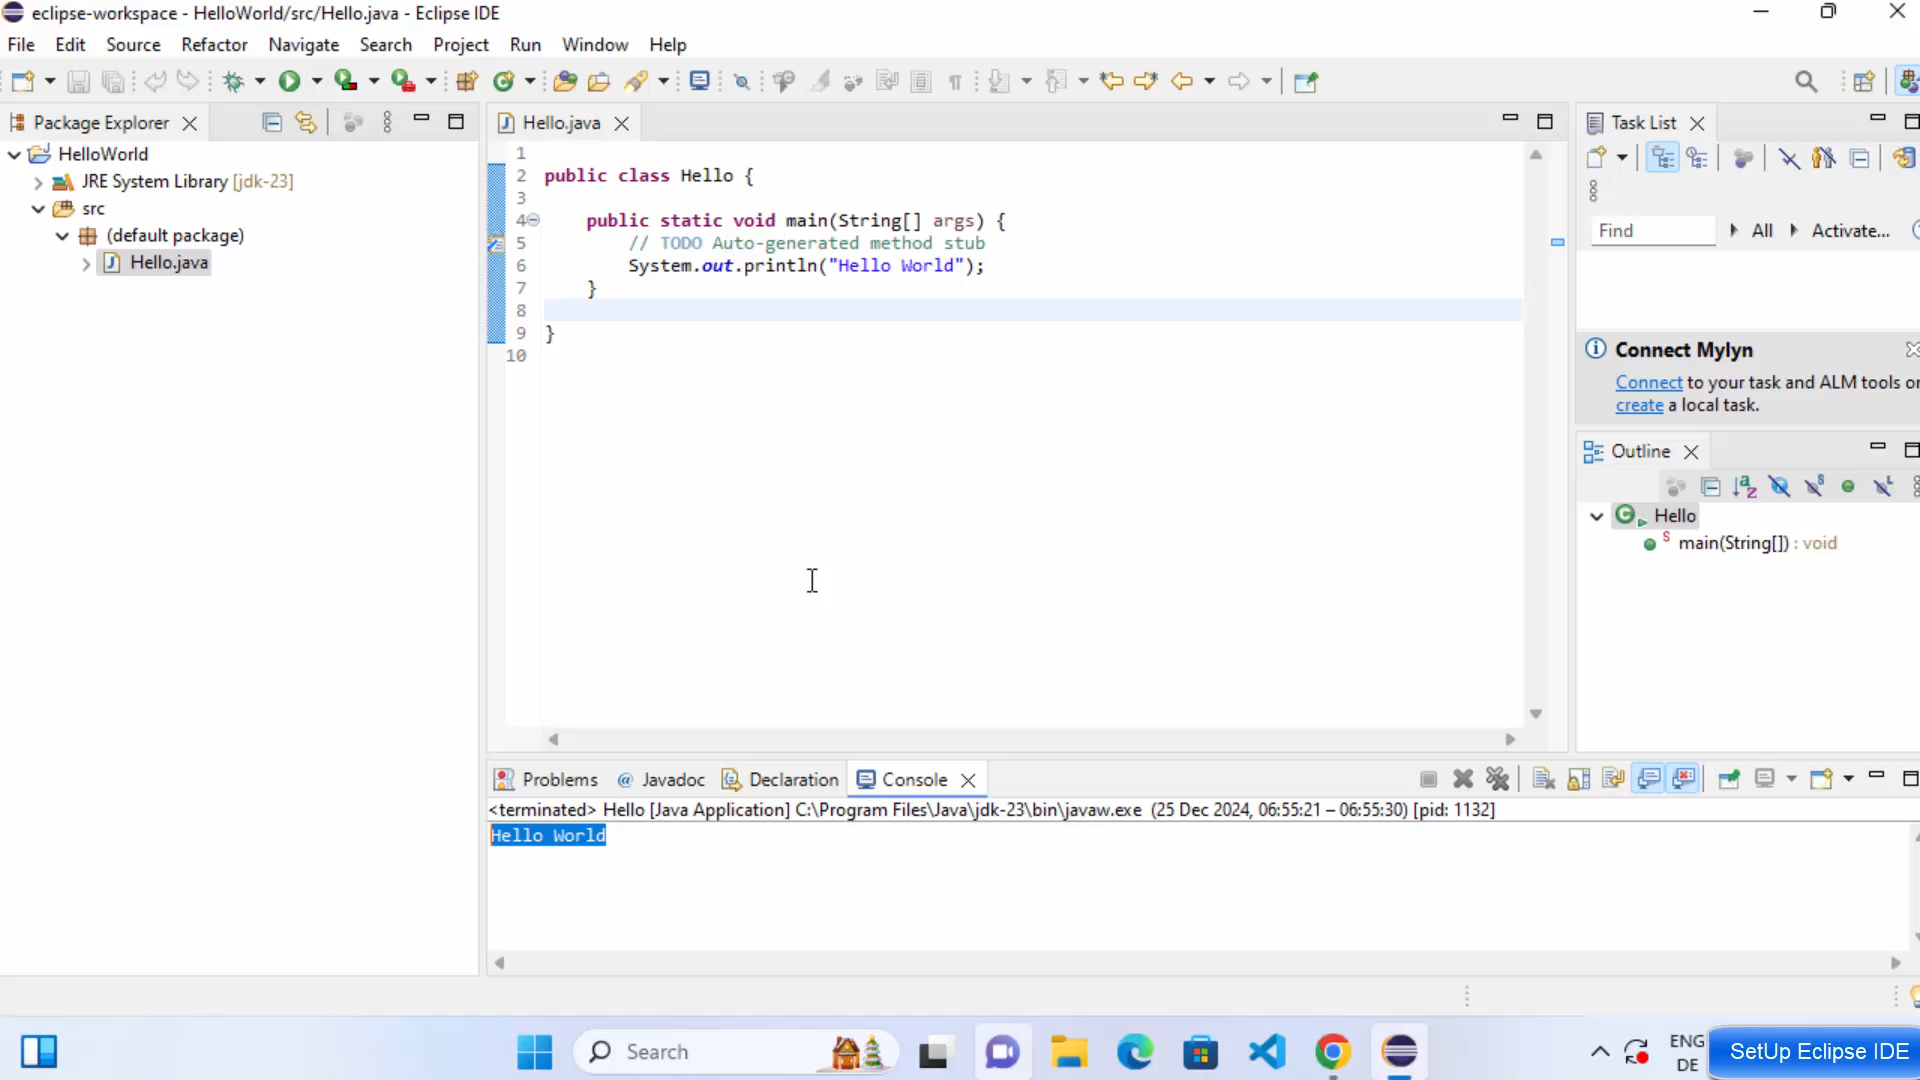 eclipse-workspace - HelloWorld/src/Hello.java - Eclipse IDE
File Edit Source Refactor Navigate Search Project Run Window Help
Package Explorer
HelloWorld
JRE System Library [jdk-23]
src
(default package)
Hello.java
Hello.java
1
2 public class Hello {
3
4 public static void main(String[] args) {
5 // TODO Auto-generated method stub
6 System.out.println("Hello World");
7 }
8
9 }
10
Task List
Find All Activate...
Connect Mylyn
Connect to your task and ALM tools or
create a local task.
Outline
Hello
main(String[]) : void
Problems Javadoc Declaration Console
<terminated> Hello [Java Application] C:\Program Files\Java\jdk-23\bin\javaw.exe (25 Dec 2024, 06:55:21 – 06:55:30) [pid: 1132]
Hello World
Search
ENG
DE
SetUp Eclipse IDE